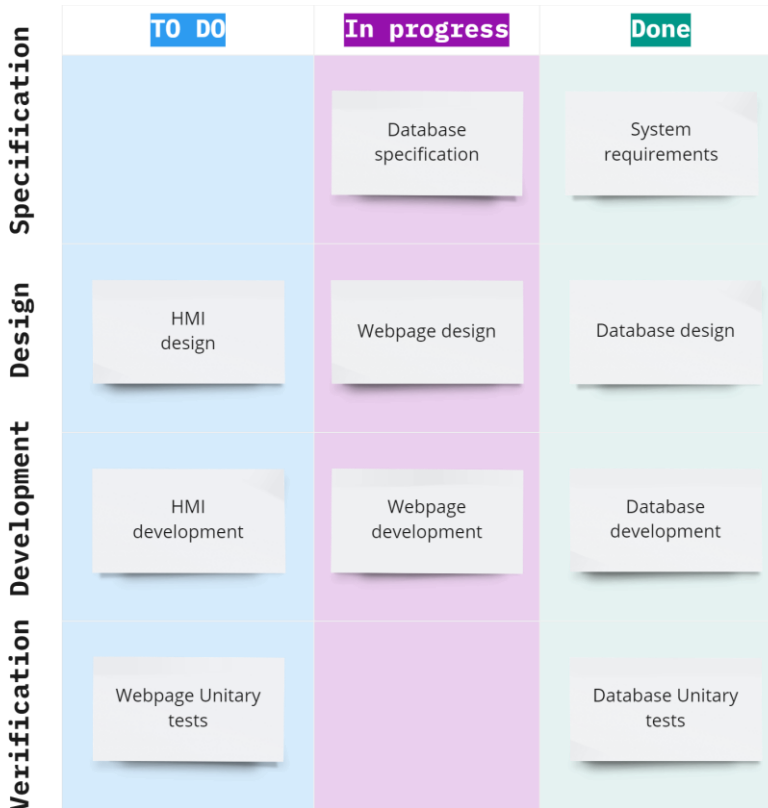 TO DO
In progress
Done
Specification
Database
specification
System
requirements
Design
HMI
design
Webpage design
Database design
Development
HMI
development
Webpage
development
Database
development
Verification
Webpage Unitary
tests
Database Unitary
tests